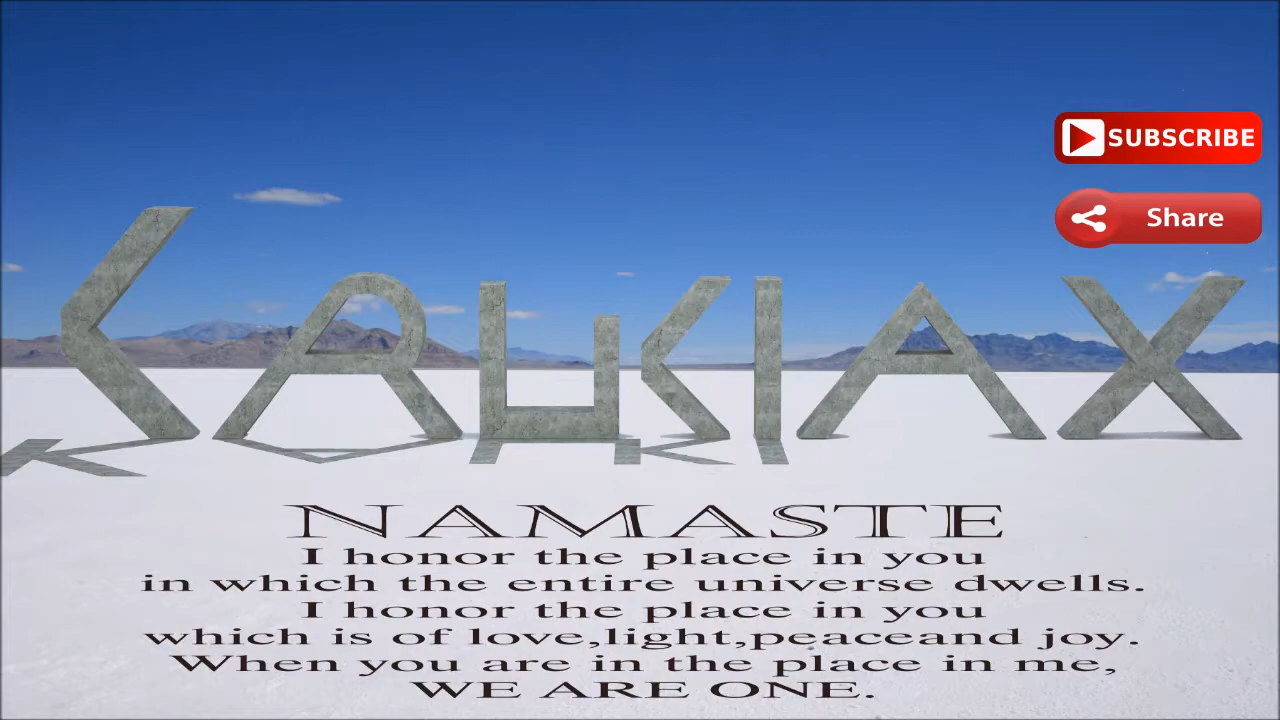 SUBSCRIBE
Share
NAMASTE
I honor the place in you
in which the entire universe dwells.
I honor the place in you
which is of love,light,peaceand joy.
When you are in the place in me,
WE ARE ONE.